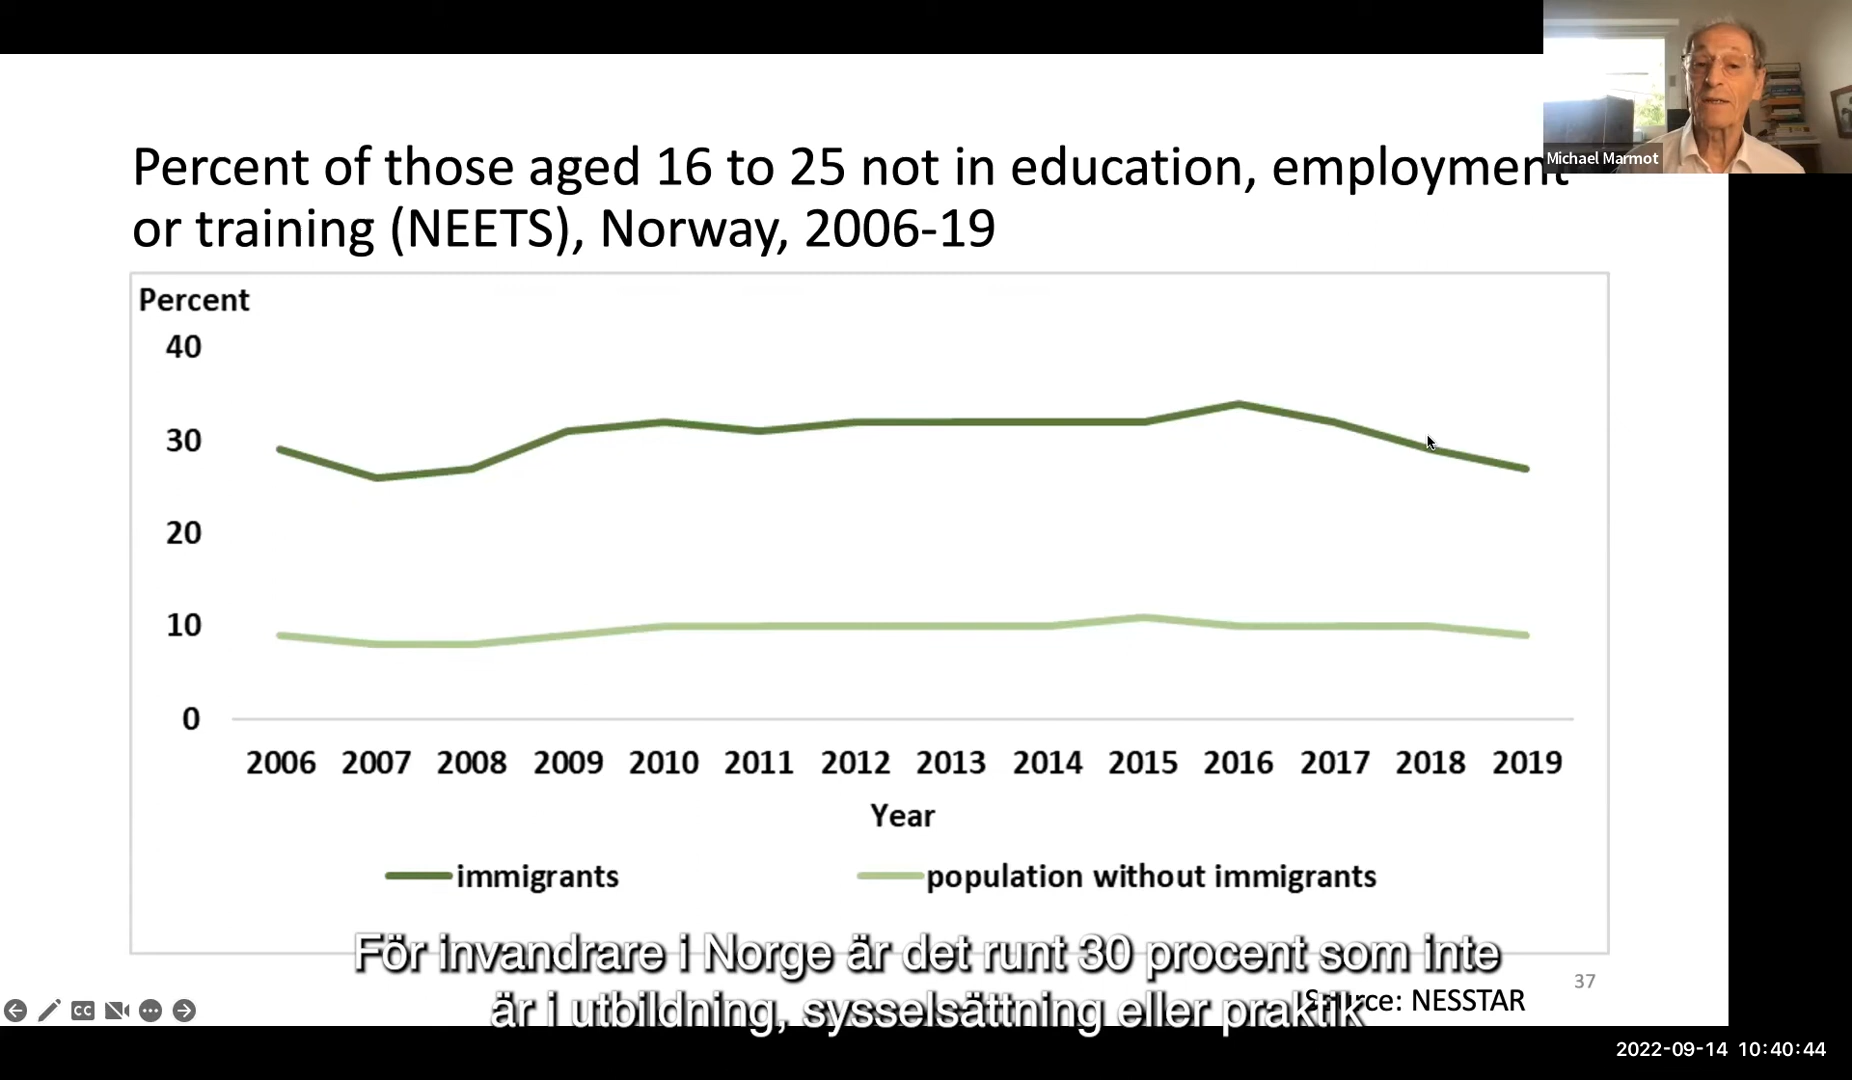 Michael Marmot
Percent of those aged 16 to 25 not in education, employment
or training (NEETS), Norway, 2006-19
Percent
40
30
20
10
0
2006 2007 2008 2009 2010 2011 2012 2013 2014 2015 2016 2017 2018 2019
Year
immigrants population without immigrants
För invandrare i Norge är det runt 30 procent som inte
är i utbildning, sysselsättning eller praktik
37
Source: NESSTAR
CC
2022-09-14 10:40:44